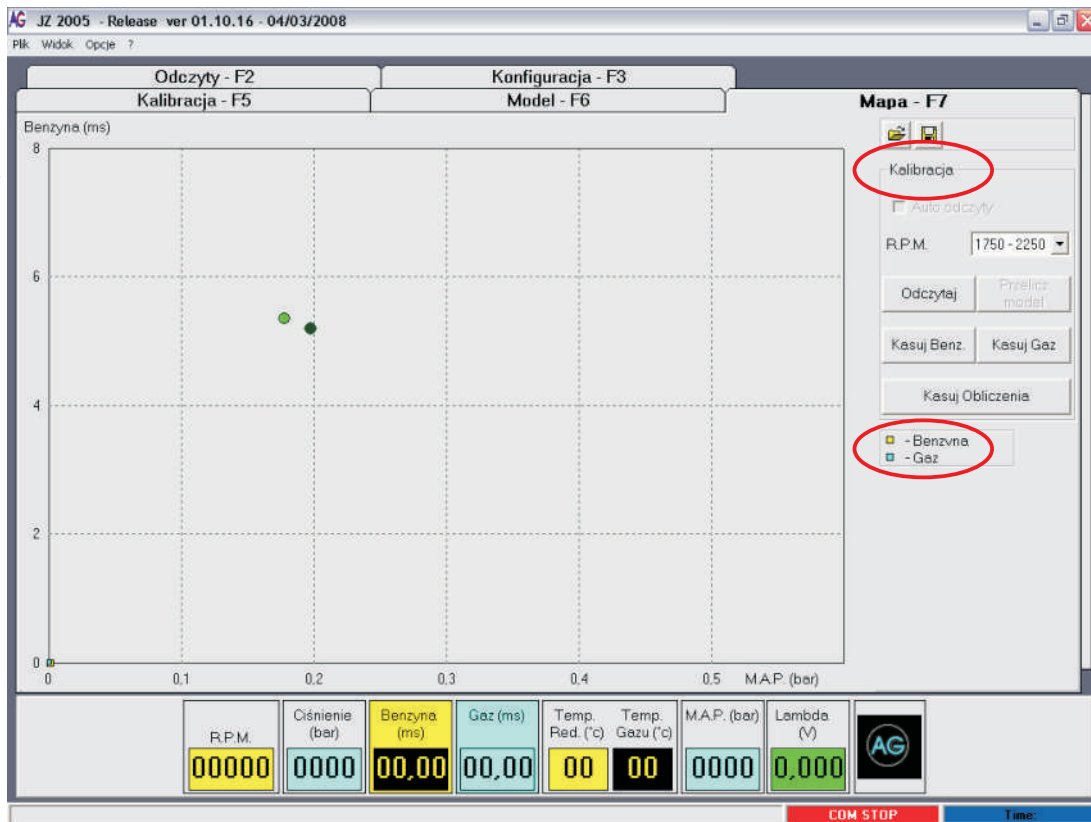 AG JZ 2005 - Release ver 01.10.16 - 04/03/2008
Plik Widok Opcje ?
Odczyty - F2
Konfiguracja - F3
Kalibracja - F5
Model - F6
Mapa - F7
Benzyna (ms)
8
6
4
2
0
0
0,1
0,2
0,3
0,4
0,5
M.A.P. (bar)
Kalibracja
Auto odczyty
R.P.M.
1750 - 2250
Odczytaj
Przelicz
model
Kasuj Benz.
Kasuj Gaz
Kasuj Obliczenia
- Benzyna
- Gaz
R.P.M.
00000
Ciśnienie
(bar)
0000
Benzyna
(ms)
00,00
Gaz (ms)
00,00
Temp.
Red. (°c)
00
Temp.
Gazu (°c)
00
M.A.P. (bar)
0000
Lambda
(V)
0,000
AG
COM STOP
Time: